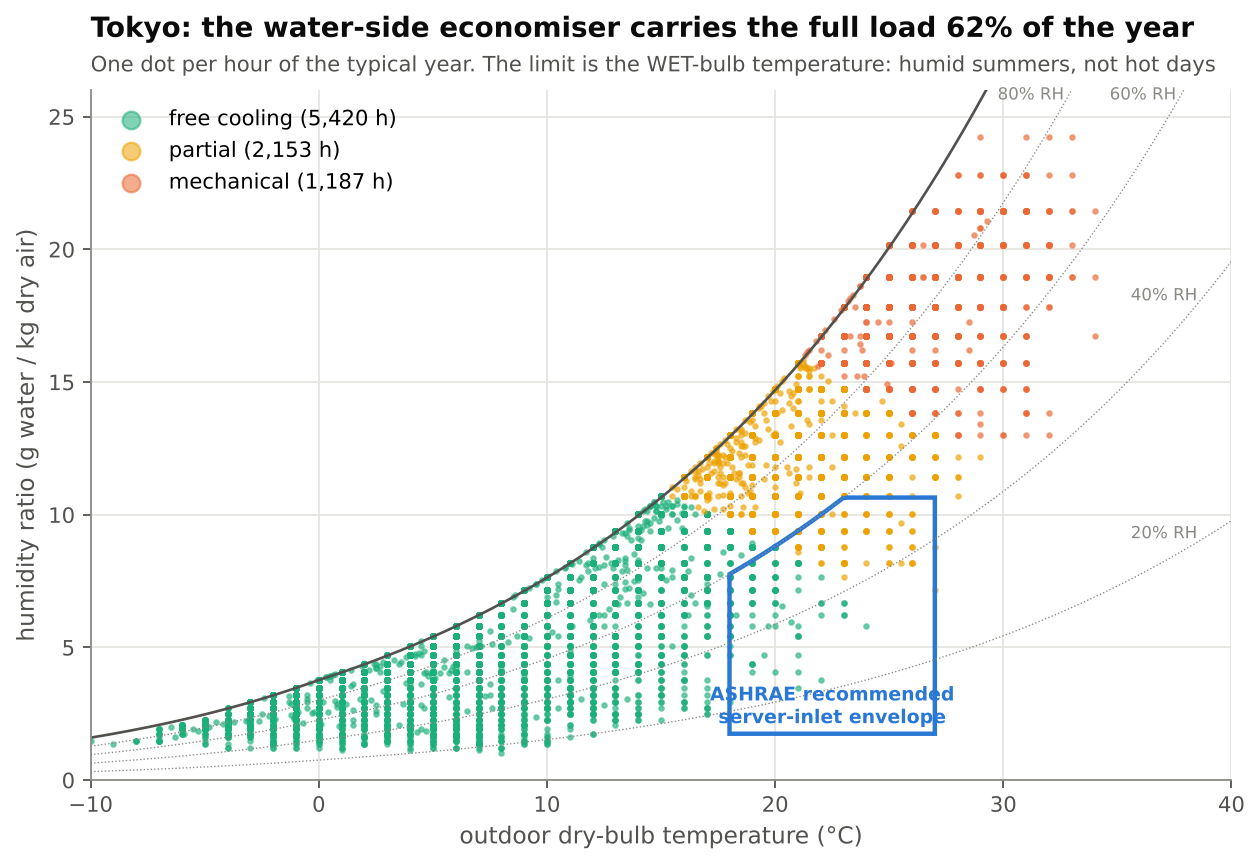 Tokyo: the water-side economiser carries the full load 62% of the year
One dot per hour of the typical year. The limit is the WET-bulb temperature: humid summers, not hot days
80% RH
60% RH
25
free cooling (5,420 h)
partial (2,153 h)
mechanical (1,187 h)
20
40% RH
15
10
20% RH
5
ASHRAE recommended
server-inlet envelope
0
humidity ratio (g water / kg dry air)
−10
0
10
20
30
40
outdoor dry-bulb temperature (°C)